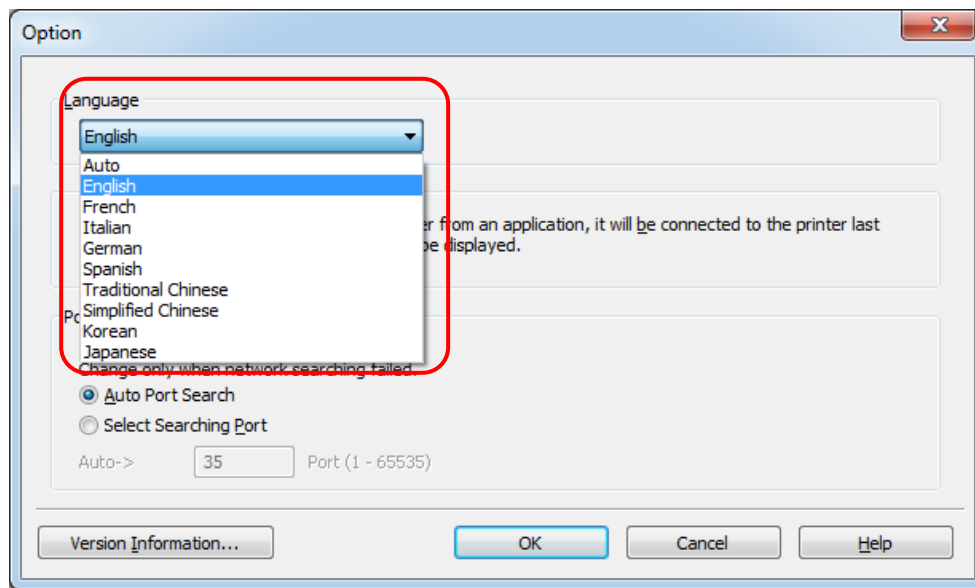 Option
Language
English
Auto
English
French
Italian
German
Spanish
Traditional Chinese
Simplified Chinese
Korean
Japanese
from an application, it will be connected to the printer last
be displayed.
Change only when network searching failed.
Auto Port Search
Select Searching Port
Auto-> 35 Port (1 - 65535)
Version Information... OK Cancel Help